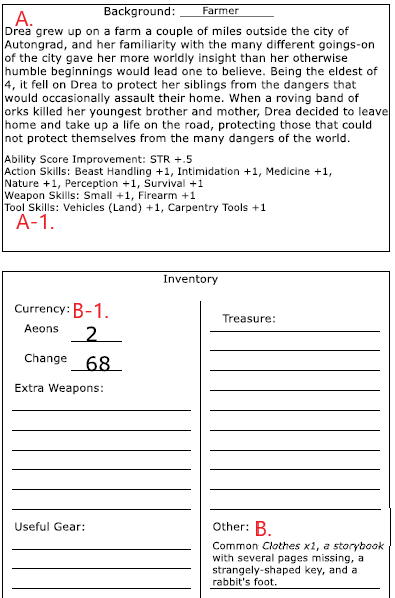 Background: Farmer
A.
Drea grew up on a farm a couple of miles outside the city of
Autongrad, and her familiarity with the many different goings-on
of the city gave her more worldly insight than her otherwise
humble beginnings would lead one to believe. Being the eldest of
4, it fell on Drea to protect her siblings from the dangers that
would occasionally assault their home. When a roving band of
orks killed her youngest brother and mother, Drea decided to leave
home and take up a life on the road, protecting those that could
not protect themselves from the many dangers of the world.
Ability Score Improvement: STR +.5
Action Skills: Beast Handling +1, Intimidation +1, Medicine +1,
Nature +1, Perception +1, Survival +1
Weapon Skills: Small +1, Firearm +1
Tool Skills: Vehicles (Land) +1, Carpentry Tools +1
A-1.
Inventory
Currency: B-1.
Aeons 2
Change 68
Extra Weapons:
Useful Gear:
Treasure:
Other: B.
Common Clothes x1, a storybook
with several pages missing, a
strangely-shaped key, and a
rabbit's foot.